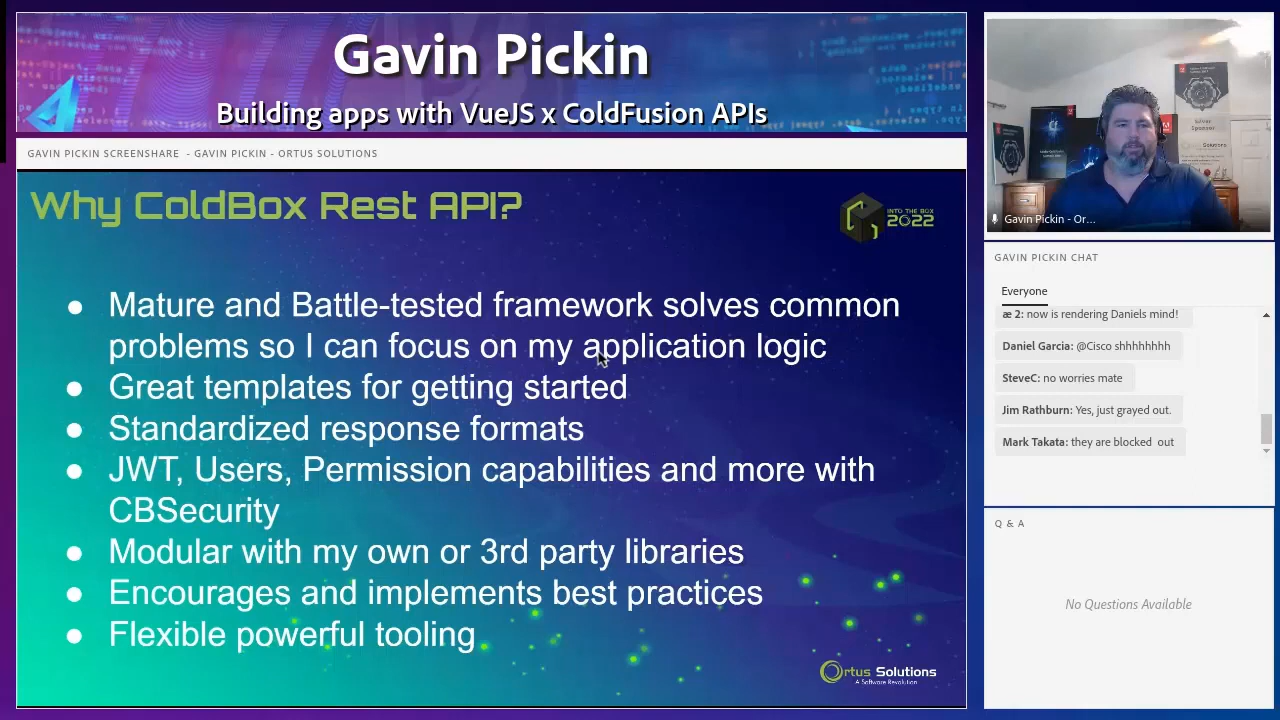 Gavin Pickin
Building apps with VueJS x ColdFusion APIs
GAVIN PICKIN SCREENSHARE - GAVIN PICKIN - ORTUS SOLUTIONS
Why ColdBox Rest API?
INTO THE BOX
2022
● Mature and Battle-tested framework solves common
problems so I can focus on my application logic
● Great templates for getting started
● Standardized response formats
● JWT, Users, Permission capabilities and more with
CBSecurity
● Modular with my own or 3rd party libraries
● Encourages and implements best practices
● Flexible powerful tooling
Ortus Solutions
A Software Revolution
Silver
Sponsor
Gavin Pickin - Or...
GAVIN PICKIN CHAT
Everyone
æ 2: now is rendering Daniels mind!
Daniel Garcia: @Cisco shhhhhhhh
SteveC: no worries mate
Jim Rathburn: Yes, just grayed out.
Mark Takata: they are blocked out
Q & A
No Questions Available